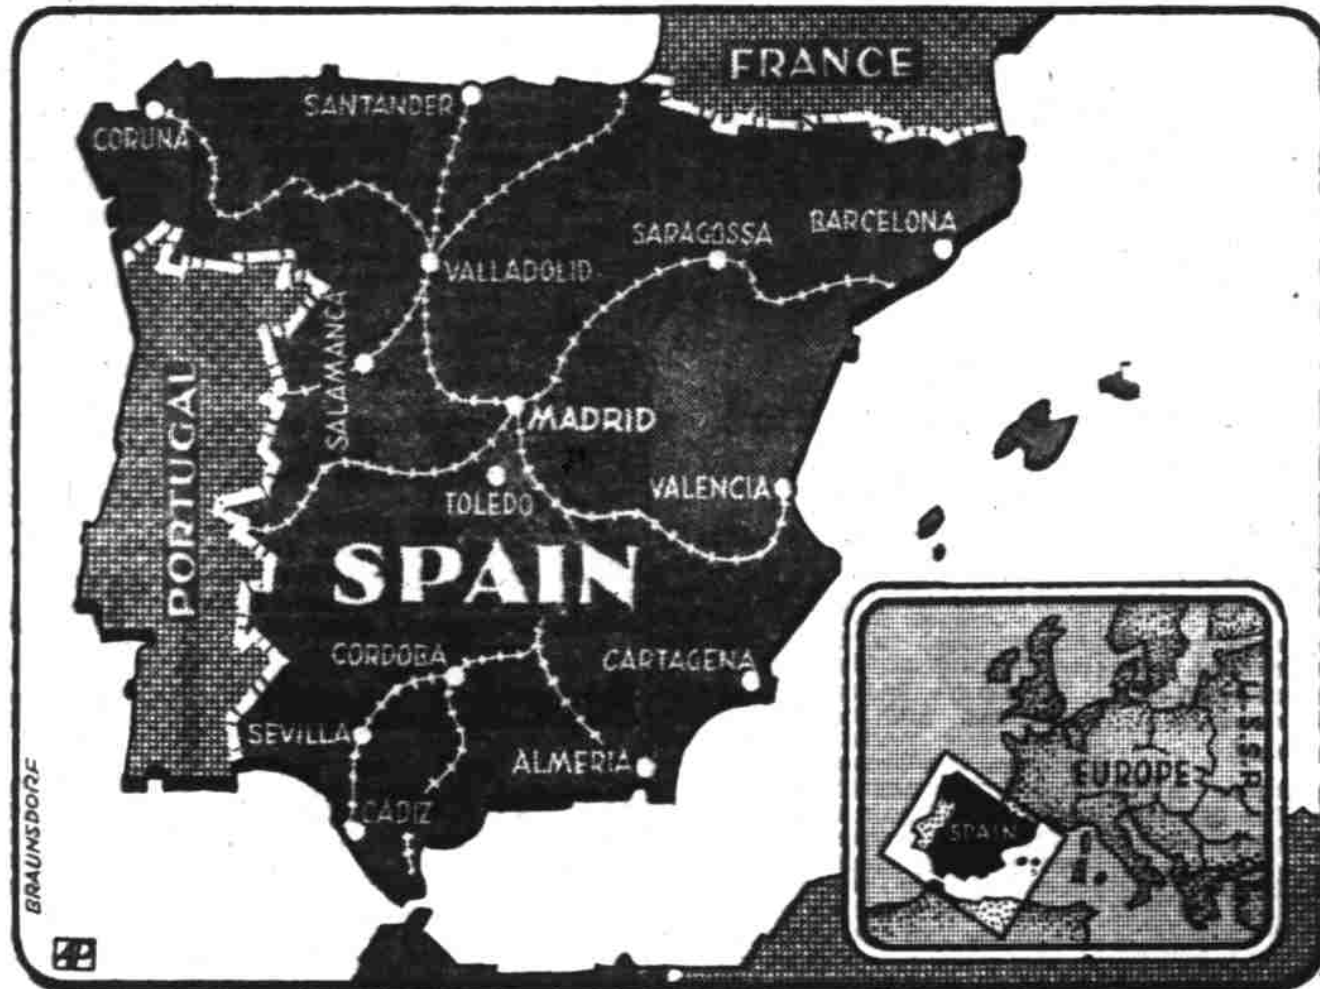 FRANCE
SANTANDER
CORUNA
BARCELONA
SARAGOSSA
VALLADOLID
SALAMANCA
PORTUGAL
MADRID
TOLEDO
VALENCIA
SPAIN
CORDOBA
CARTAGENA
SEVILLA
ALMERIA
CADIZ
U.S.S.R.
EUROPE
SPAIN
BRAUNSDORF
AP